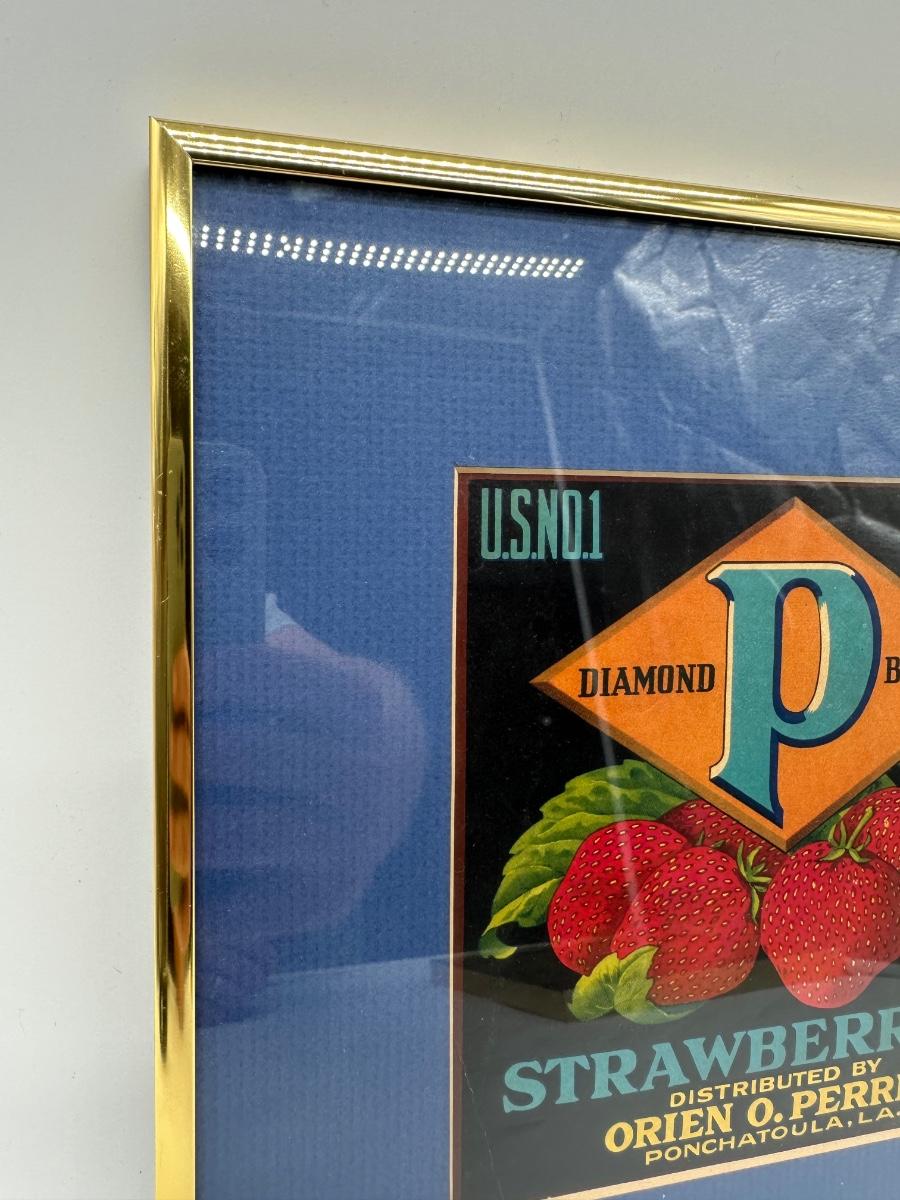 U.S.NO.1
P
DIAMOND
STRAWBERR
DISTRIBUTED BY
ORIEN O. PERR
PONCHATOULA, LA.